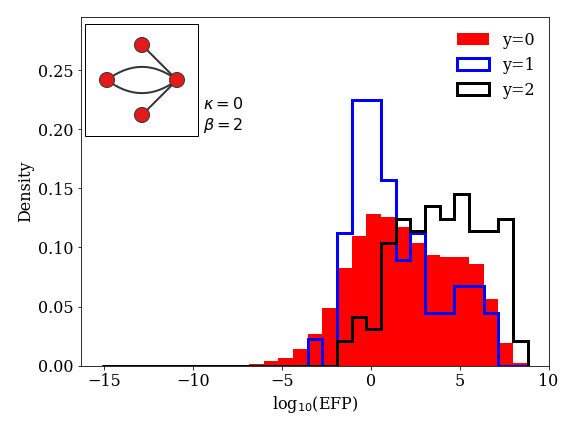 κ = 0
β = 2
y=0
y=1
y=2
Density
0.25
0.20
0.15
0.10
0.05
0.00
−15 −10 −5 0 5 10
log₁₀(EFP)